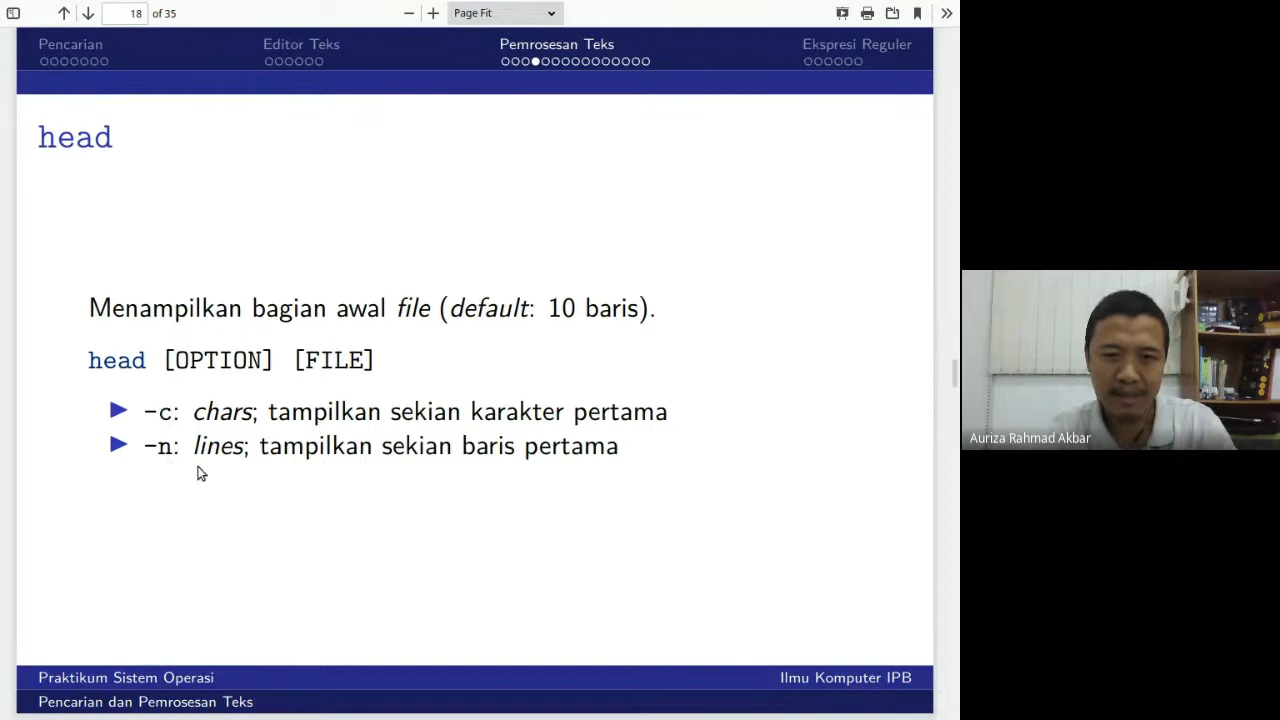 18 of 35
Page Fit
Pencarian
Editor Teks
Pemrosesan Teks
Ekspresi Reguler
head
Menampilkan bagian awal file (default: 10 baris).
head [OPTION] [FILE]
-c: chars; tampilkan sekian karakter pertama
-n: lines; tampilkan sekian baris pertama
Auriza Rahmad Akbar
Praktikum Sistem Operasi
Ilmu Komputer IPB
Pencarian dan Pemrosesan Teks